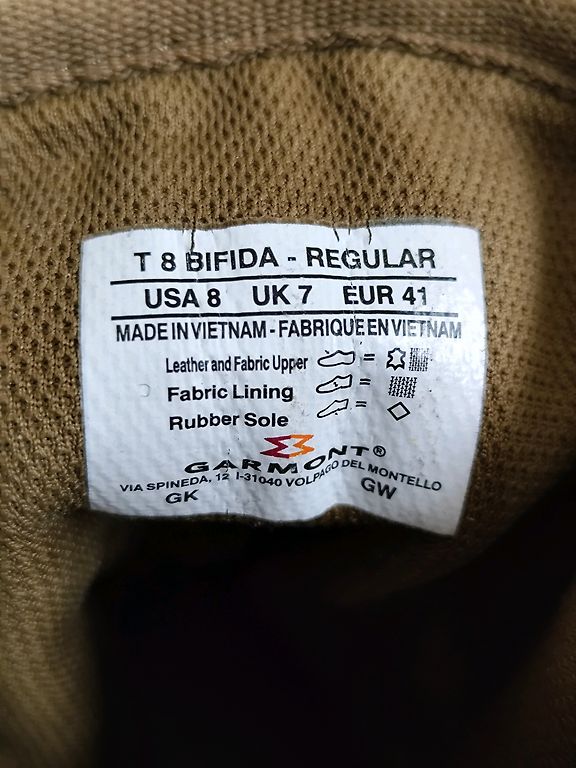 T 8 BIFIDA - REGULAR
USA 8 UK 7 EUR 41
MADE IN VIETNAM - FABRIQUE EN VIETNAM
Leather and Fabric Upper =
Fabric Lining =
Rubber Sole =
GARMONT®
VIA SPINEDA, 12 I-31040 VOLPAGO DEL MONTELLO
GK GW